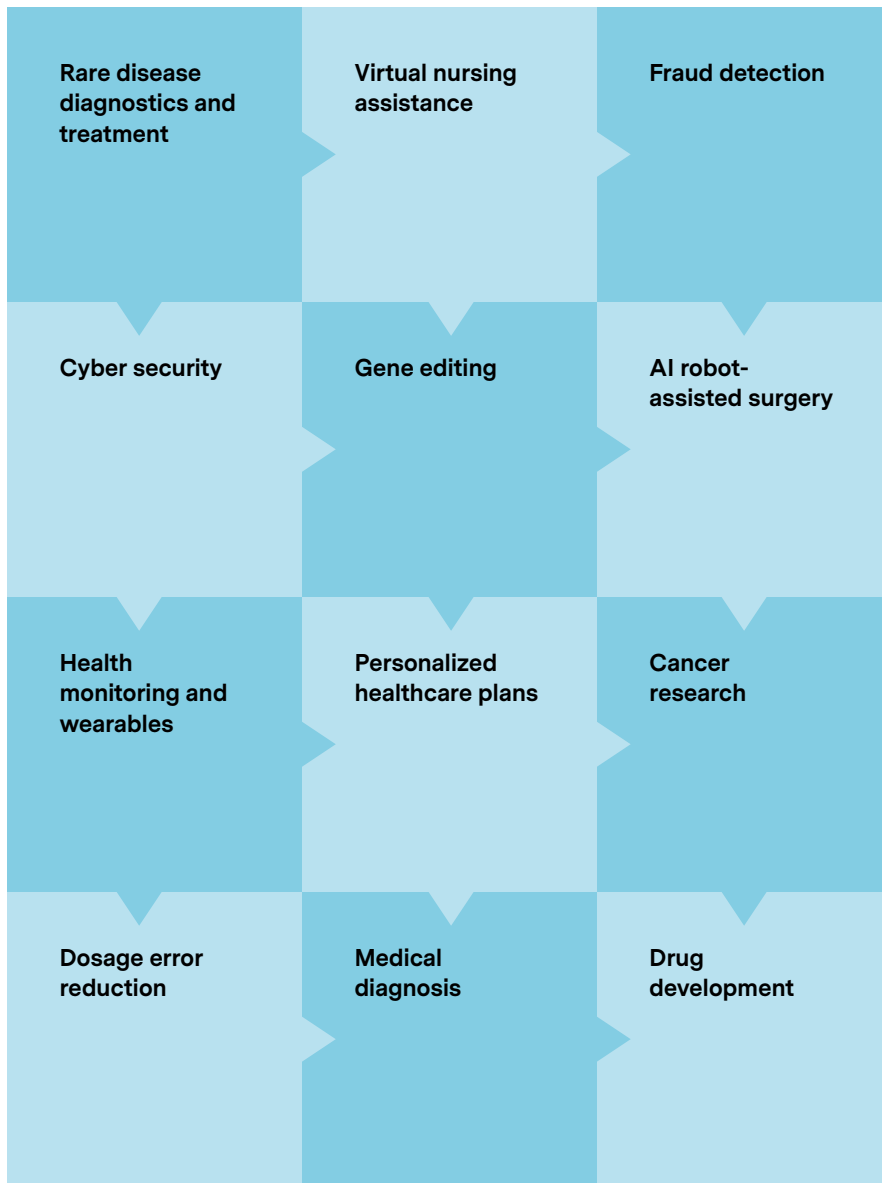 Rare disease
diagnostics and
treatment
Virtual nursing
assistance
Fraud detection
Cyber security
Gene editing
AI robot-
assisted surgery
Health
monitoring and
wearables
Personalized
healthcare plans
Cancer
research
Dosage error
reduction
Medical
diagnosis
Drug
development